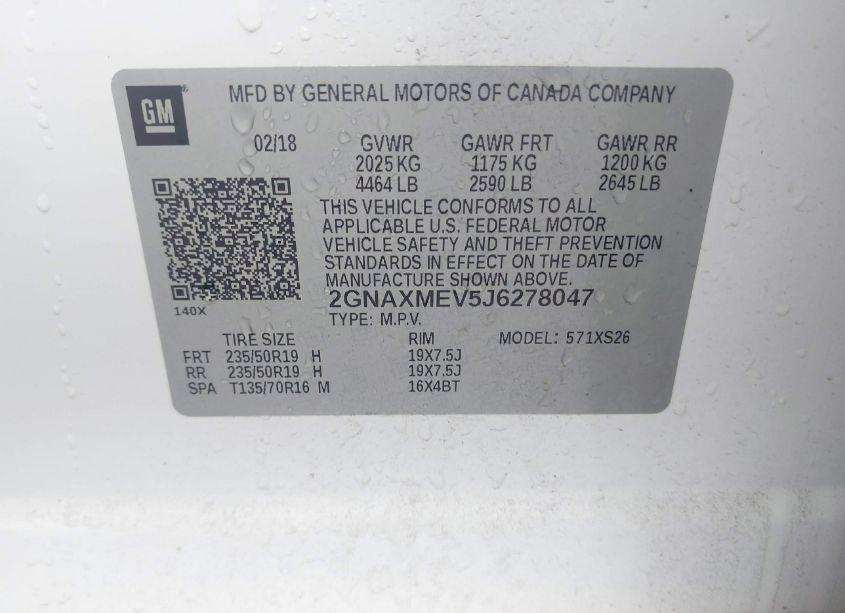 GM
MFD BY GENERAL MOTORS OF CANADA COMPANY
02/18 GVWR GAWR FRT GAWR RR
2025 KG 1175 KG 1200 KG
4464 LB 2590 LB 2645 LB
THIS VEHICLE CONFORMS TO ALL
APPLICABLE U.S. FEDERAL MOTOR
VEHICLE SAFETY AND THEFT PREVENTION
STANDARDS IN EFFECT ON THE DATE OF
MANUFACTURE SHOWN ABOVE.
2GNAXMEV5J6278047
140X
TYPE: M.P.V.
TIRE SIZE RIM MODEL: 571XS26
FRT 235/50R19 H 19X7.5J
RR 235/50R19 H 19X7.5J
SPA T135/70R16 M 16X4BT